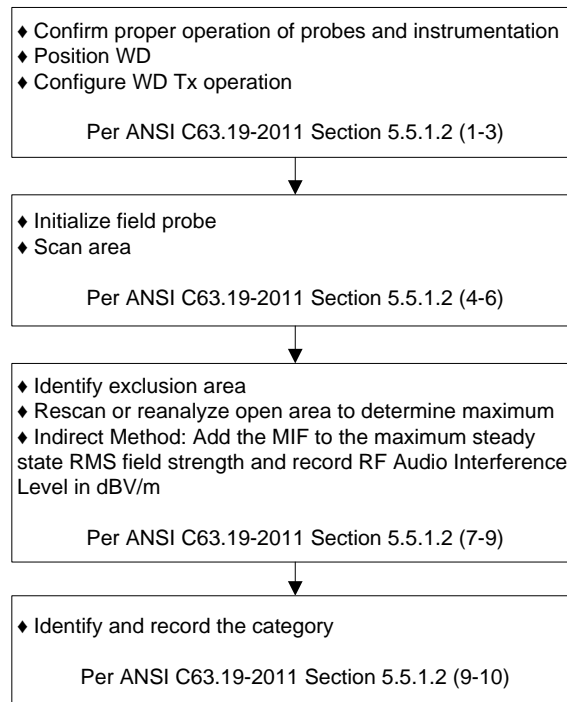 ♦ Confirm proper operation of probes and instrumentation
♦ Position WD
♦ Configure WD Tx operation
Per ANSI C63.19-2011 Section 5.5.1.2 (1-3)
♦ Initialize field probe
♦ Scan area
Per ANSI C63.19-2011 Section 5.5.1.2 (4-6)
♦ Identify exclusion area
♦ Rescan or reanalyze open area to determine maximum
♦ Indirect Method: Add the MIF to the maximum steady
state RMS field strength and record RF Audio Interference
Level in dBV/m
Per ANSI C63.19-2011 Section 5.5.1.2 (7-9)
♦ Identify and record the category
Per ANSI C63.19-2011 Section 5.5.1.2 (9-10)